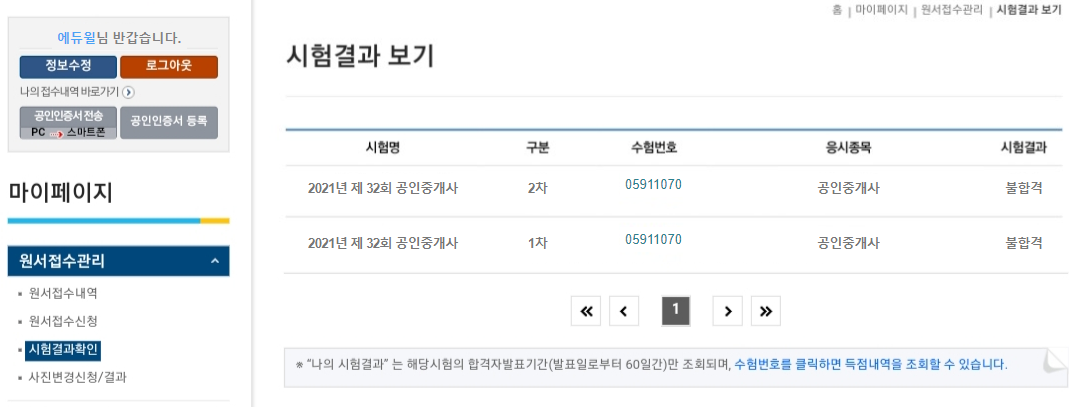 홈 | 마이페이지 | 원서접수관리 | 시험결과 보기
에듀윌님 반갑습니다.
정보수정 로그아웃
나의 접수내역 바로가기
공인인증서 전송
PC 스마트폰
공인인증서 등록
마이페이지
원서접수관리
원서접수내역
원서접수신청
시험결과확인
사진변경신청/결과
시험결과 보기
시험명 구분 수험번호 응시종목 시험결과
2021년 제 32회 공인중개사 2차 05911070 공인중개사 불합격
2021년 제 32회 공인중개사 1차 05911070 공인중개사 불합격
« < 1 > »
※ "나의 시험결과" 는 해당시험의 합격자발표기간(발표일로부터 60일간)만 조회되며, 수험번호를 클릭하면 득점내역을 조회할 수 있습니다.